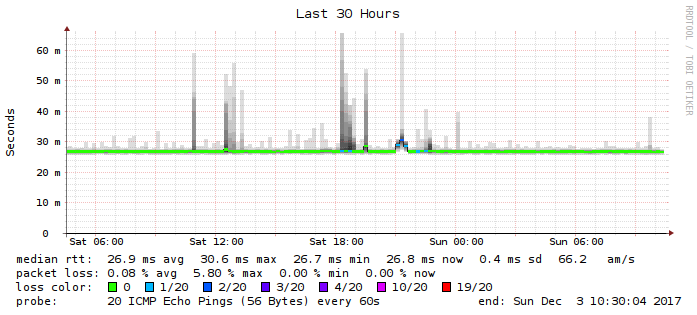 Last 30 Hours
RRDTOOL / TOBI OETIKER
Seconds
60 m
50 m
40 m
30 m
20 m
10 m
0
Sat 06:00 Sat 12:00 Sat 18:00 Sun 00:00 Sun 06:00
median rtt: 26.9 ms avg 30.6 ms max 26.7 ms min 26.8 ms now 0.4 ms sd 66.2 am/s
packet loss: 0.08 % avg 5.80 % max 0.00 % min 0.00 % now
loss color: 0 1/20 2/20 3/20 4/20 10/20 19/20
probe: 20 ICMP Echo Pings (56 Bytes) every 60s end: Sun Dec 3 10:30:04 2017